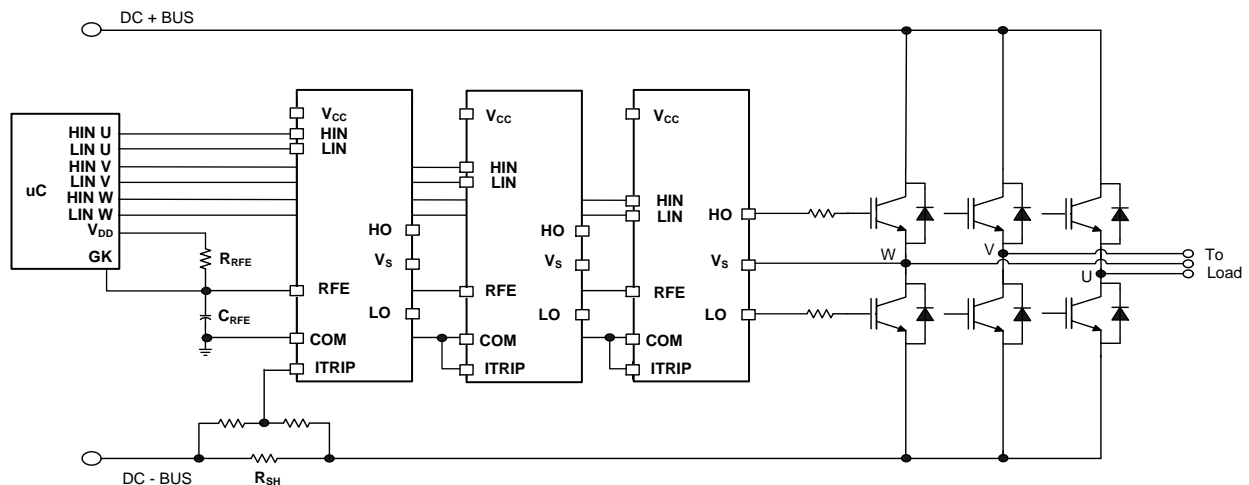 DC + BUS
uC
HIN U
LIN U
HIN V
LIN V
HIN W
LIN W
VDD
GK
RRFE
CRFE
VCC
HIN
LIN
HO
VS
RFE
LO
COM
ITRIP
VCC
HIN
LIN
HO
VS
RFE
LO
COM
ITRIP
VCC
HIN
LIN
HO
VS
RFE
LO
COM
ITRIP
W
V
U
To
Load
DC - BUS
RSH